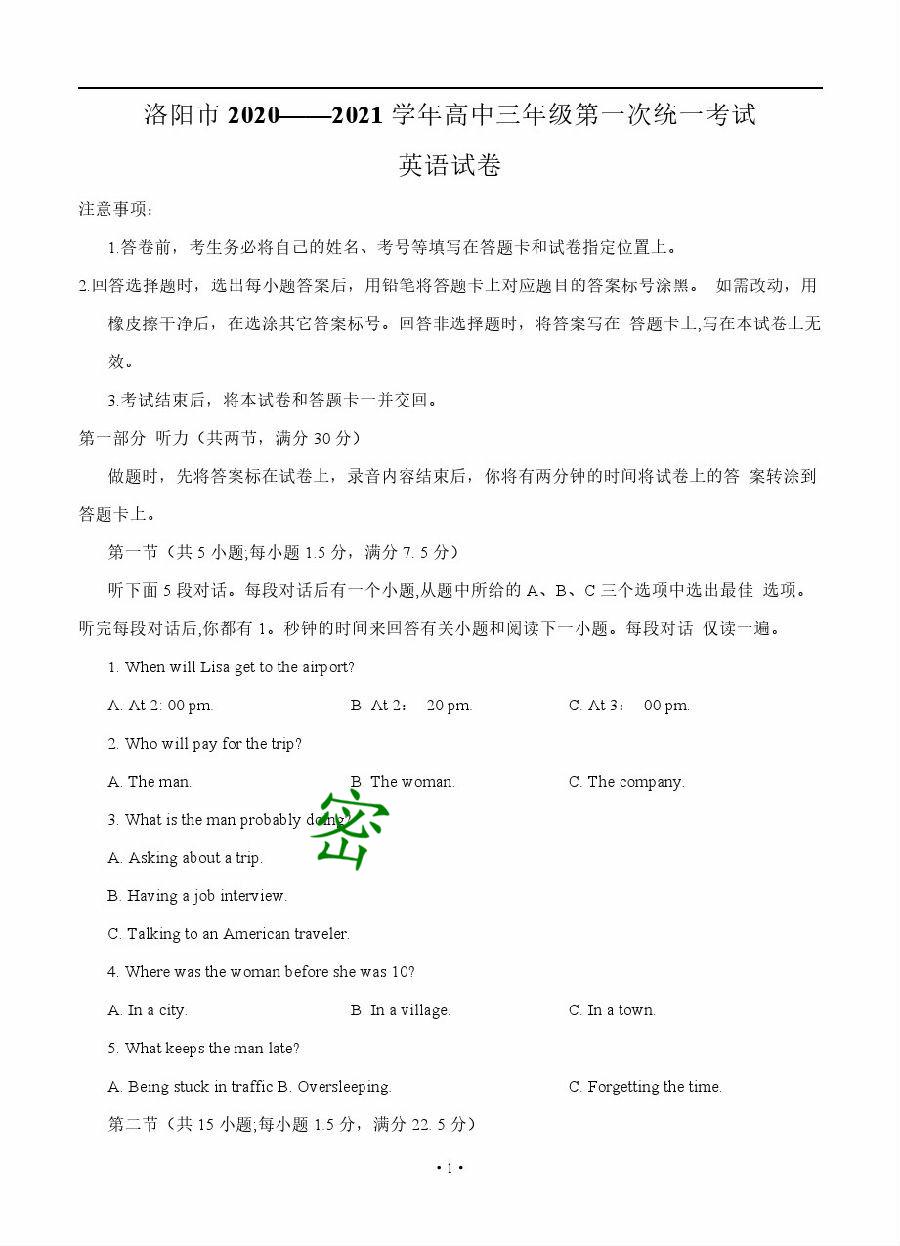 洛阳市 2020——2021 学年高中三年级第一次统一考试
英语试卷
注意事项:
1.答卷前，考生务必将自己的姓名、考号等填写在答题卡和试卷指定位置上。
2.回答选择题时，选出每小题答案后，用铅笔将答题卡上对应题目的答案标号涂黑。 如需改动，用
橡皮擦干净后，在选涂其它答案标号。回答非选择题时，将答案写在 答题卡上,写在本试卷上无
效。
3.考试结束后，将本试卷和答题卡一并交回。
第一部分 听力（共两节，满分 30 分）
做题时，先将答案标在试卷上，录音内容结束后，你将有两分钟的时间将试卷上的答 案转涂到
答题卡上。
第一节（共 5 小题;每小题 1.5 分，满分 7. 5 分）
听下面 5 段对话。每段对话后有一个小题,从题中所给的 A、B、C 三个选项中选出最佳 选项。
听完每段对话后,你都有 1。秒钟的时间来回答有关小题和阅读下一小题。每段对话 仅读一遍。
1. When will Lisa get to the airport?
A. At 2: 00 pm. B. At 2： 20 pm. C. At 3： 00 pm.
2. Who will pay for the trip?
A. The man. B. The woman. C. The company.
3. What is the man probably doing?
密
A. Asking about a trip.
B. Having a job interview.
C. Talking to an American traveler.
4. Where was the woman before she was 10?
A. In a city. B. In a village. C. In a town.
5. What keeps the man late?
A. Being stuck in traffic B. Oversleeping. C. Forgetting the time.
第二节（共 15 小题;每小题 1.5 分，满分 22. 5 分）
• 1 •